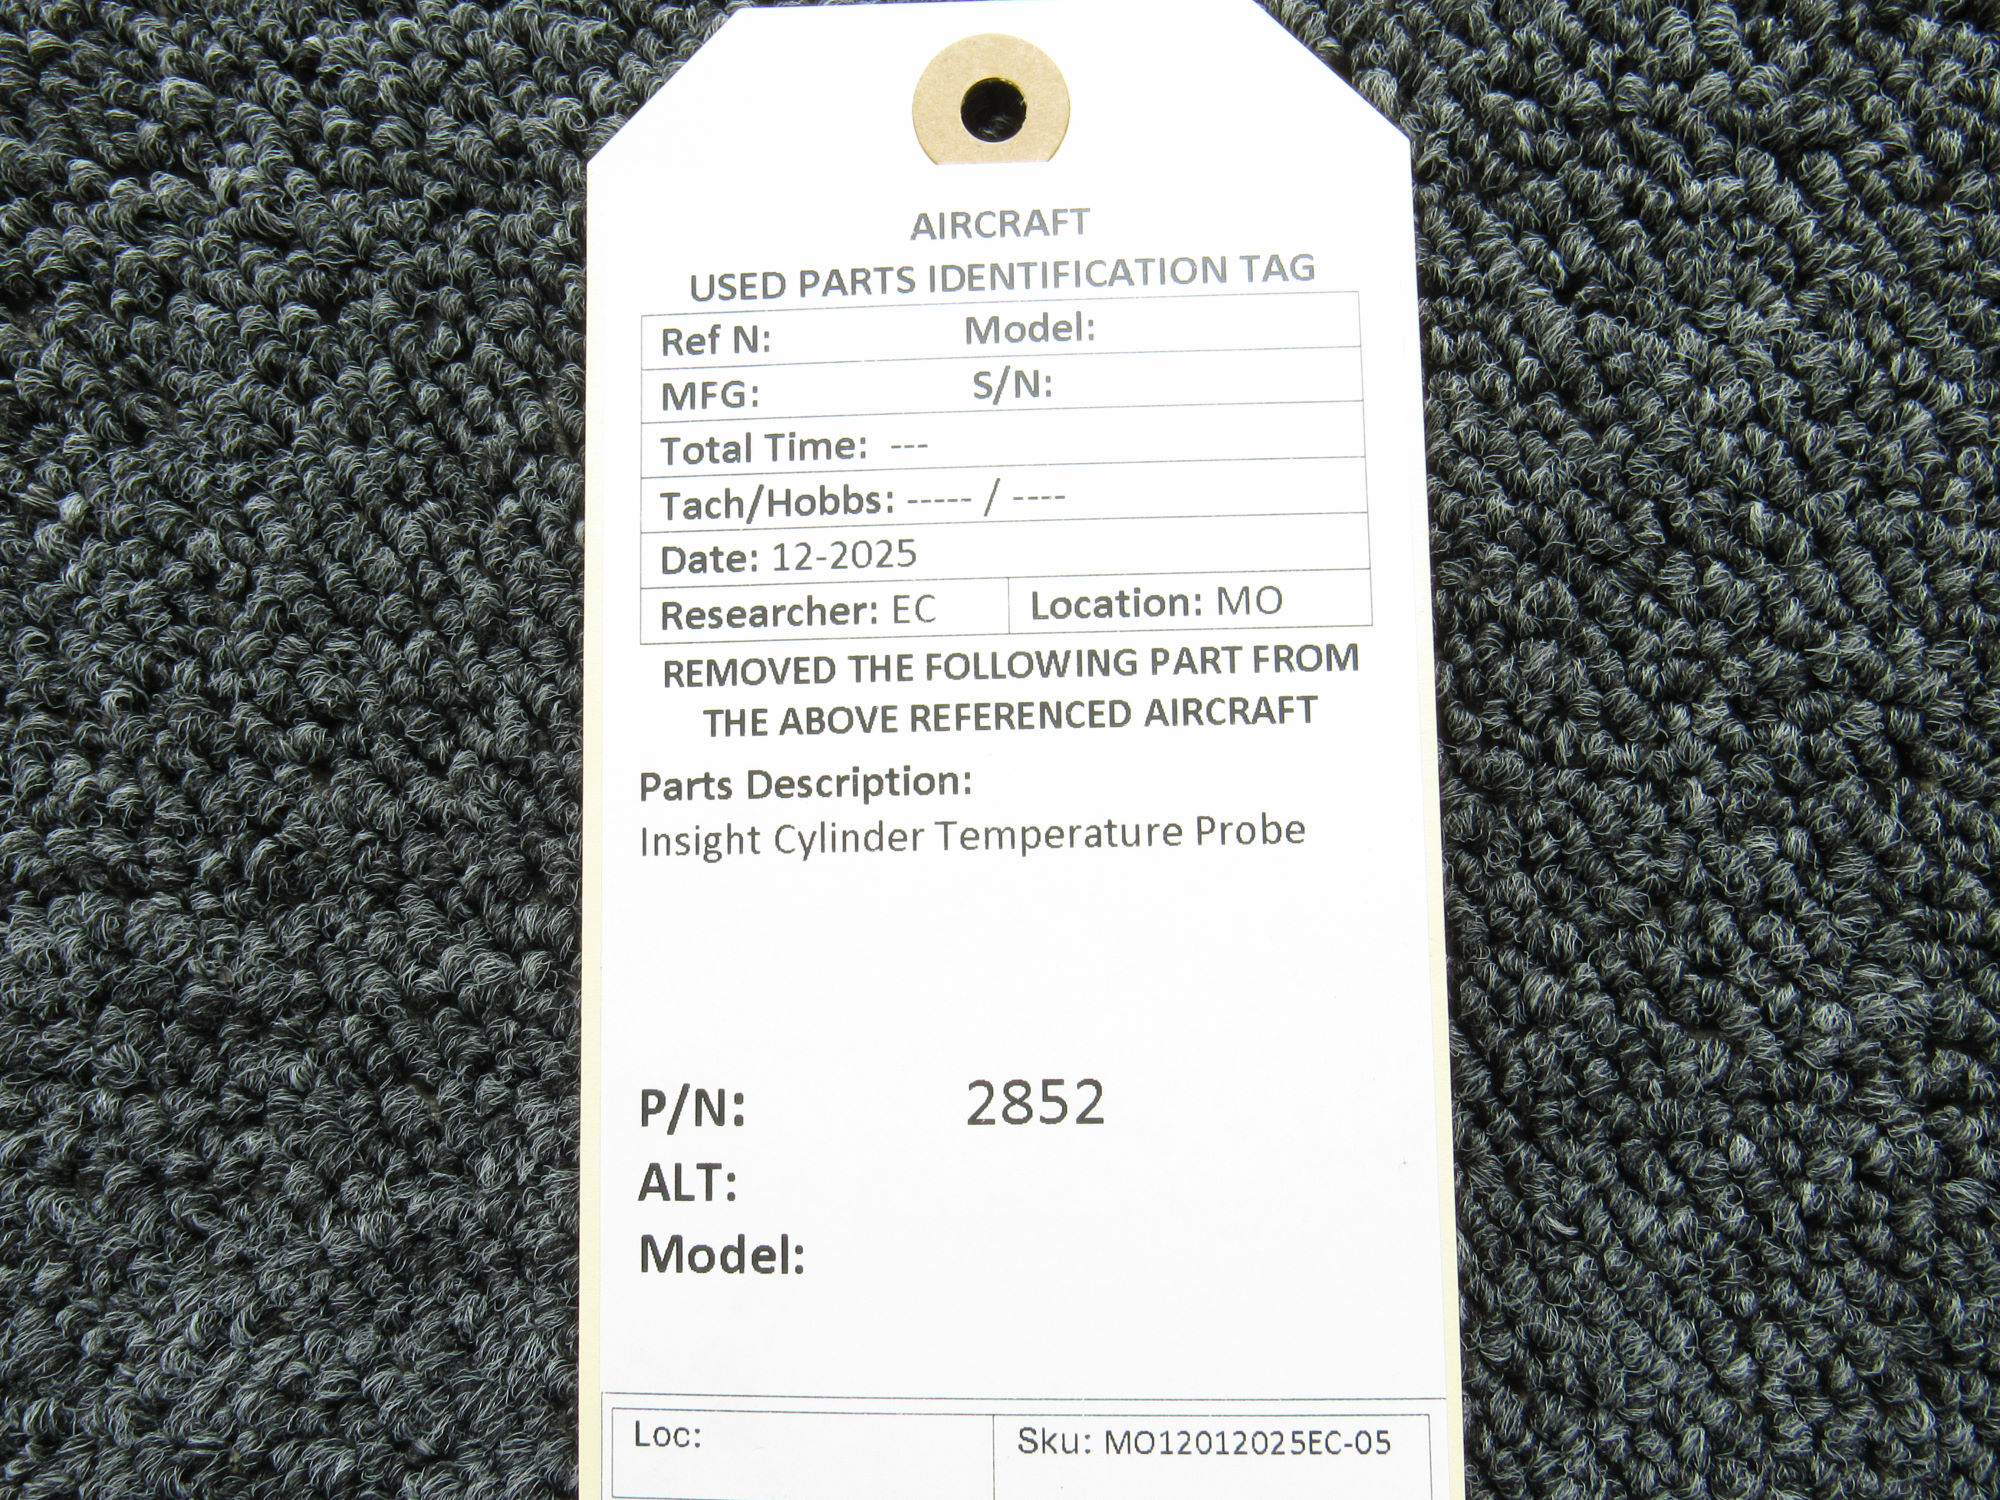 AIRCRAFT
USED PARTS IDENTIFICATION TAG
Ref N: Model:
MFG: S/N:
Total Time: ---
Tach/Hobbs: ----- / ----
Date: 12-2025
Researcher: EC Location: MO
REMOVED THE FOLLOWING PART FROM
THE ABOVE REFERENCED AIRCRAFT
Parts Description:
Insight Cylinder Temperature Probe
P/N: 2852
ALT:
Model:
Loc: Sku: MO12012025EC-05